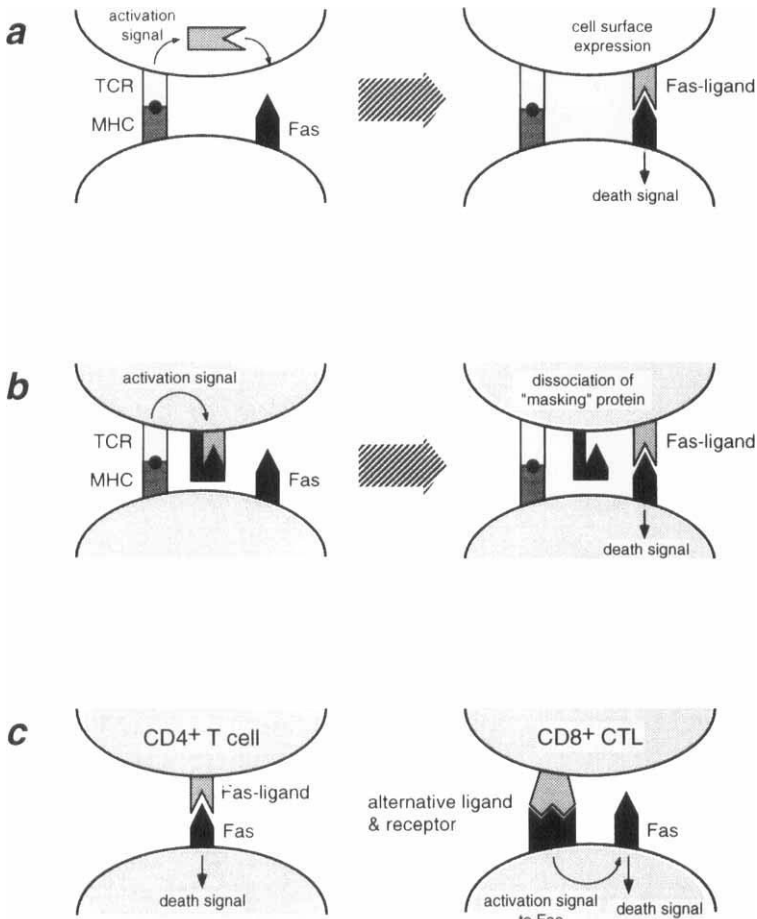 a
activation
signal
TCR
MHC
Fas
cell surface
expression
Fas-ligand
death signal
b
activation signal
TCR
MHC
Fas
dissociation of
"masking" protein
Fas-ligand
death signal
c
CD4+ T cell
Fas-ligand
Fas
death signal
CD8+ CTL
alternative ligand
& receptor
Fas
activation signal
to Fas
death signal